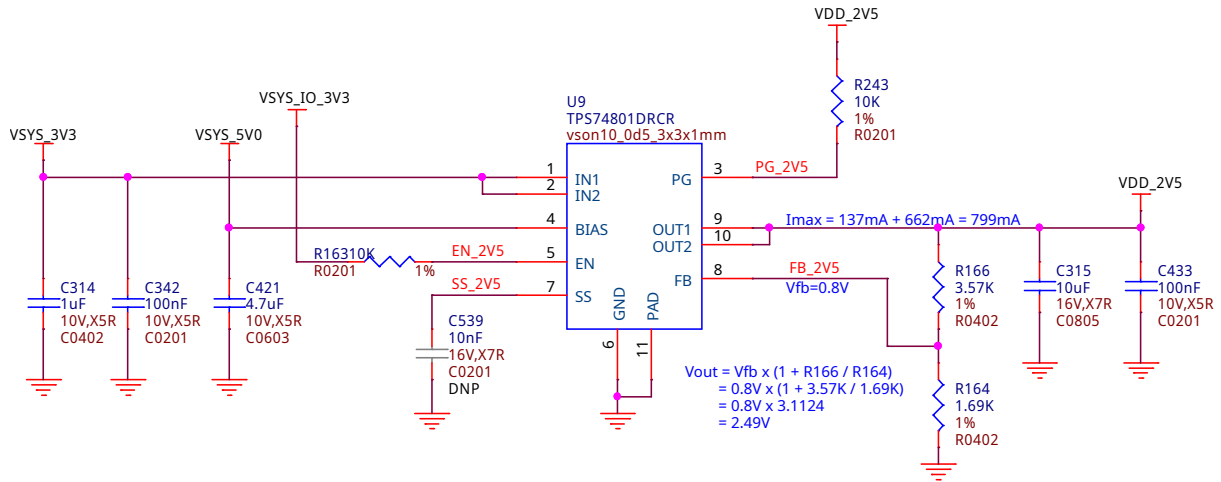 VDD_2V5
R243
10K
1%
R0201
VSYS_IO_3V3
VSYS_3V3
VSYS_5V0
U9
TPS74801DRCR
vson10_0d5_3x3x1mm
1
IN1
2
IN2
4
BIAS
5
EN
7
SS
3
PG
PG_2V5
9
OUT1
10
OUT2
8
FB
FB_2V5
Vfb=0.8V
GND
6
PAD
11
Imax = 137mA + 662mA = 799mA
VDD_2V5
R16310K
R0201
1%
EN_2V5
SS_2V5
C314
1uF
10V,X5R
C0402
C342
100nF
10V,X5R
C0201
C421
4.7uF
10V,X5R
C0603
C539
10nF
16V,X7R
C0201
DNP
R166
3.57K
1%
R0402
C315
10uF
16V,X7R
C0805
C433
100nF
10V,X5R
C0201
Vout = Vfb x (1 + R166 / R164)
= 0.8V x (1 + 3.57K / 1.69K)
= 0.8V x 3.1124
= 2.49V
R164
1.69K
1%
R0402